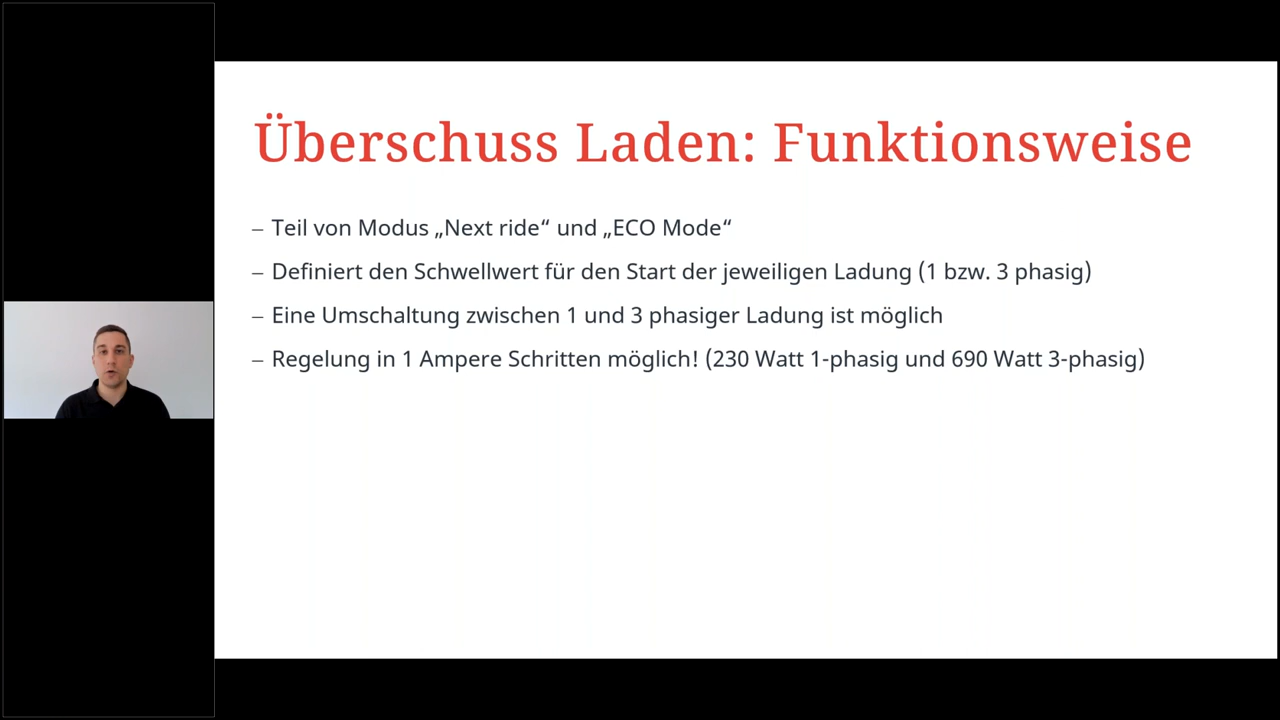 Überschuss Laden: Funktionsweise
– Teil von Modus „Next ride“ und „ECO Mode“
– Definiert den Schwellwert für den Start der jeweiligen Ladung (1 bzw. 3 phasig)
– Eine Umschaltung zwischen 1 und 3 phasiger Ladung ist möglich
– Regelung in 1 Ampere Schritten möglich! (230 Watt 1-phasig und 690 Watt 3-phasig)